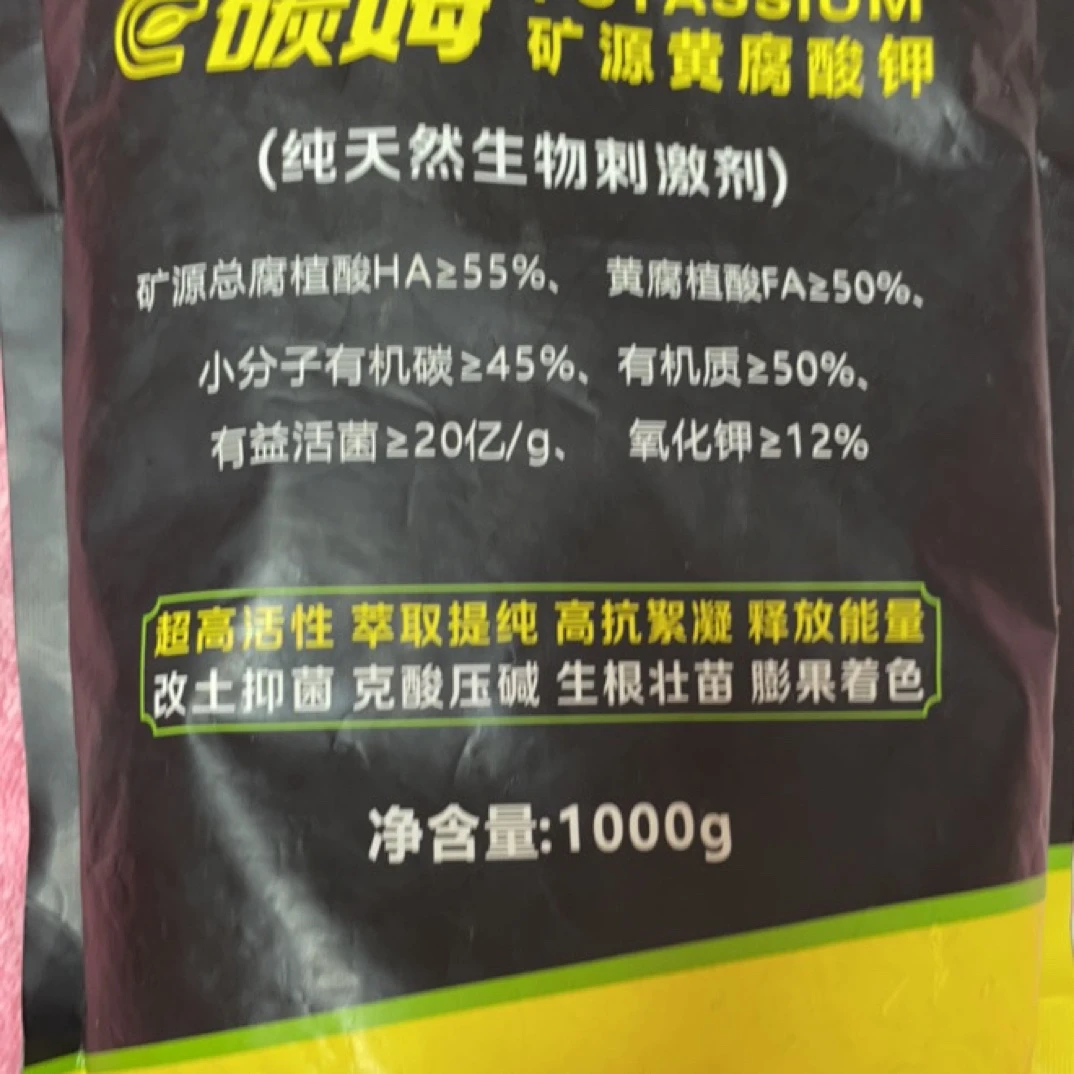 碳姆
POTASSIUM
矿源黄腐酸钾
(纯天然生物刺激剂)
矿源总腐植酸HA≥55%、 黄腐植酸FA≥50%、
小分子有机碳≥45%、有机质≥50%、
有益活菌≥20亿/g、 氧化钾≥12%
超高活性 萃取提纯 高抗絮凝 释放能量
改土抑菌 克酸压碱 生根壮苗 膨果着色
净含量:1000g